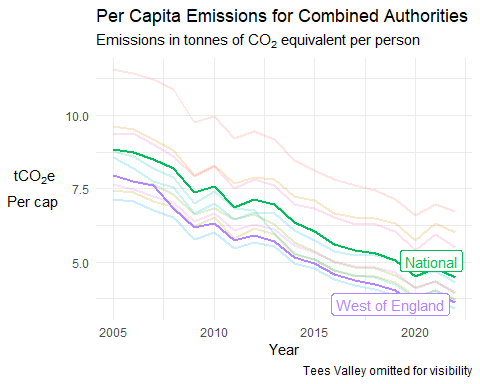 Per Capita Emissions for Combined Authorities
Emissions in tonnes of CO₂ equivalent per person
10.0
7.5
5.0
tCO₂e
Per cap
National
West of England
2005
2010
2015
2020
Year
Tees Valley omitted for visibility